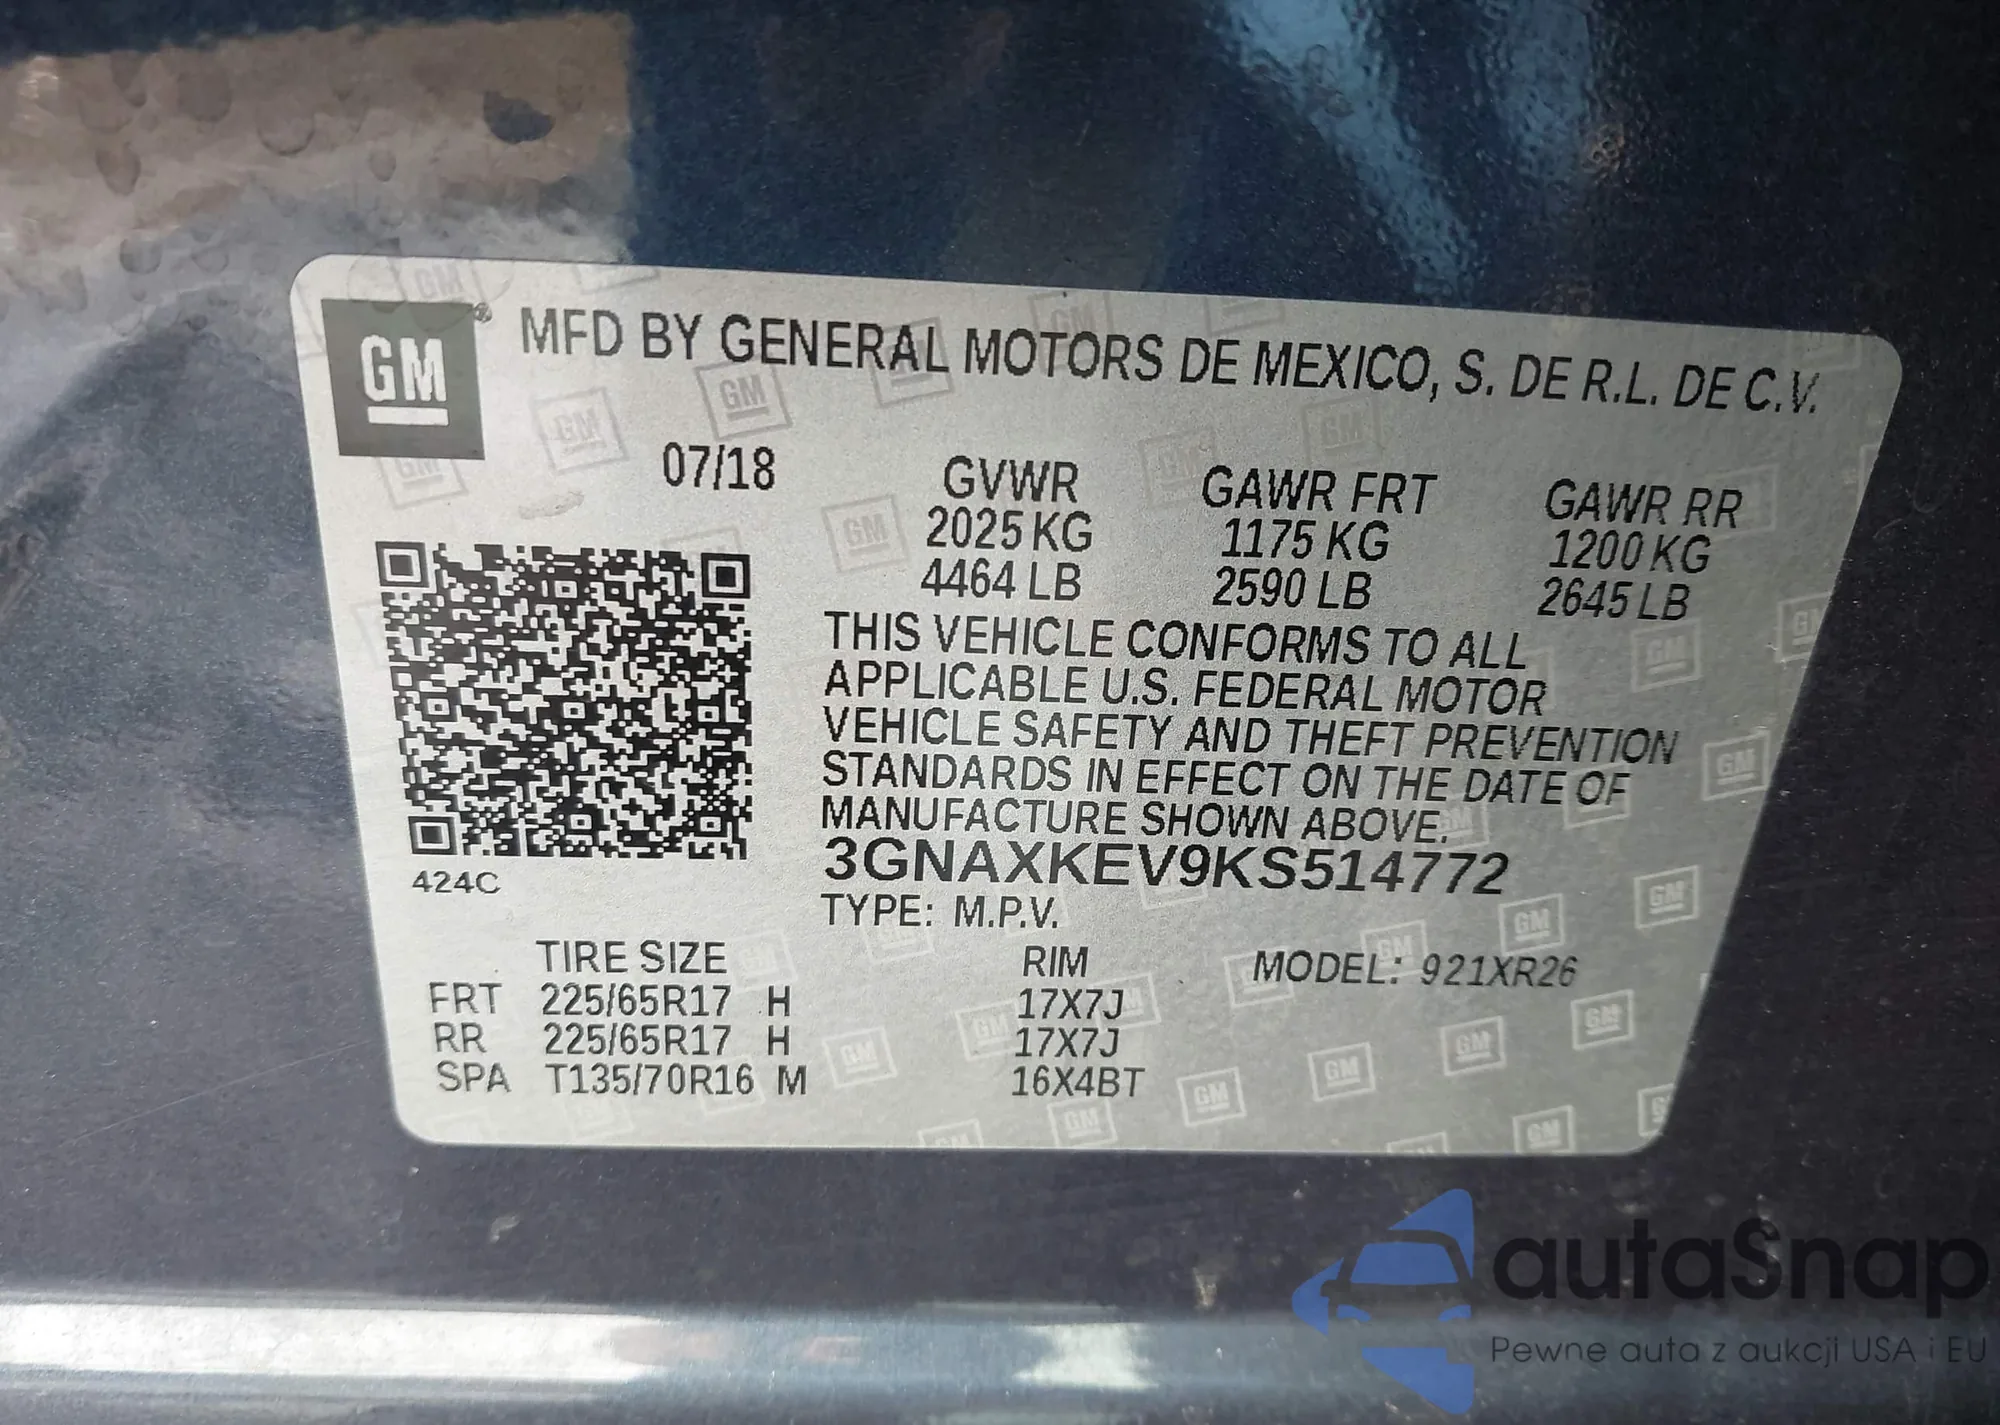 GM ® MFD BY GENERAL MOTORS DE MEXICO, S. DE R.L. DE C.V.
07/18
GVWR GAWR FRT GAWR RR
2025 KG 1175 KG 1200 KG
4464 LB 2590 LB 2645 LB
THIS VEHICLE CONFORMS TO ALL
APPLICABLE U.S. FEDERAL MOTOR
VEHICLE SAFETY AND THEFT PREVENTION
STANDARDS IN EFFECT ON THE DATE OF
MANUFACTURE SHOWN ABOVE.
3GNAXKEV9KS514772
424C
TYPE: M.P.V.
TIRE SIZE RIM MODEL: 921XR26
FRT 225/65R17 H 17X7J
RR 225/65R17 H 17X7J
SPA T135/70R16 M 16X4BT
autaSnap
Pewne auta z aukcji USA i EU